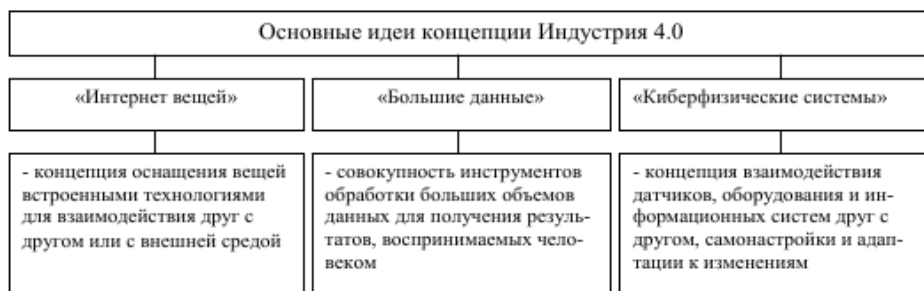 Основные идеи концепции Индустрия 4.0
«Интернет вещей»
«Большие данные»
«Киберфизические системы»
- концепция оснащения вещей
встроенными технологиями
для взаимодействия друг с
другом или с внешней средой
- совокупность инструментов
обработки больших объемов
данных для получения резуль-
татов, воспринимаемых чело-
веком
- концепция взаимодействия
датчиков, оборудования и ин-
формационных систем друг с
другом, самонастройки и адап-
тации к изменениям